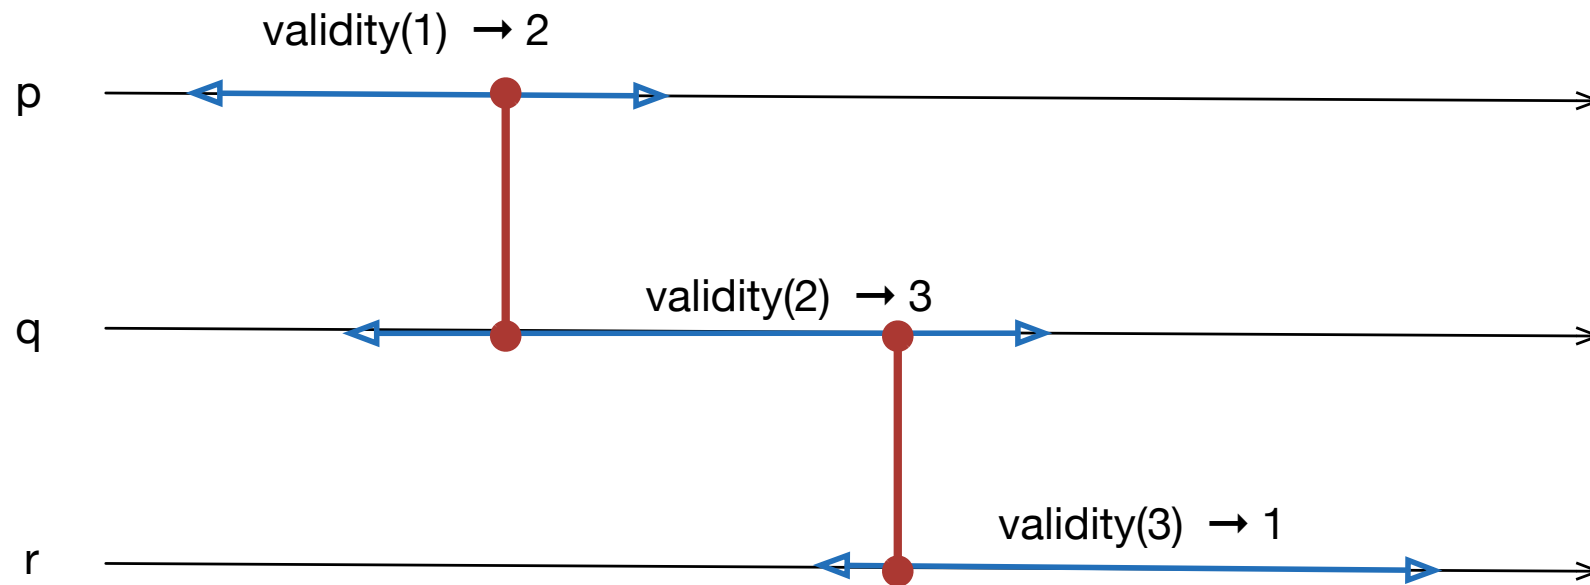 validity(1) → 2
p
validity(2) → 3
q
validity(3) → 1
r